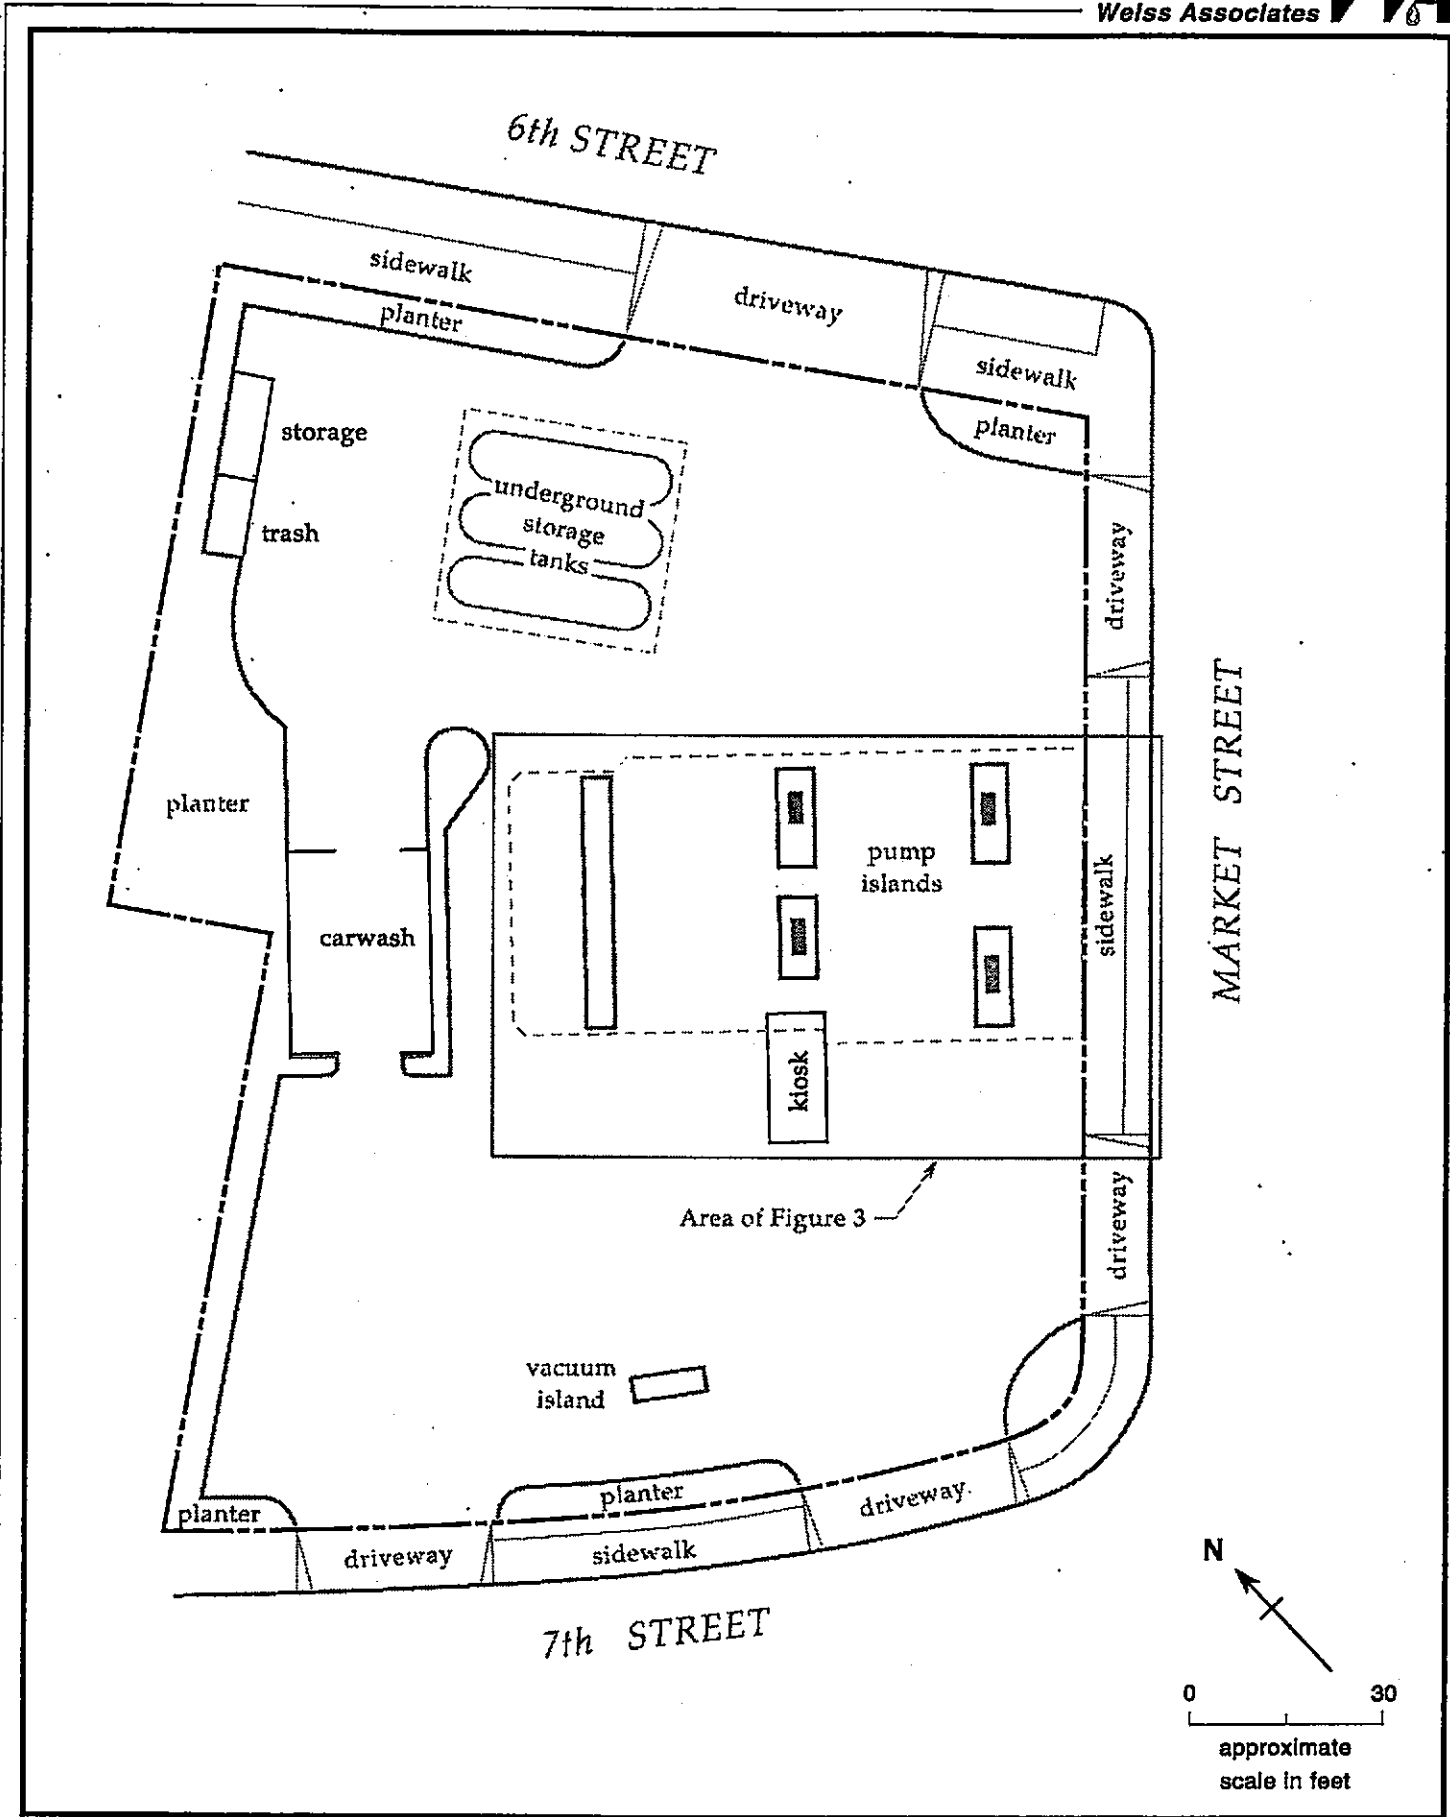 Weiss Associates
6th STREET
sidewalk
driveway
planter
sidewalk
planter
storage
underground
storage
tanks
trash
driveway
MARKET STREET
planter
pump
islands
sidewalk
carwash
kiosk
Area of Figure 3
driveway
vacuum
island
planter
planter
driveway
driveway
sidewalk
7th STREET
N
0 30
approximate
scale in feet